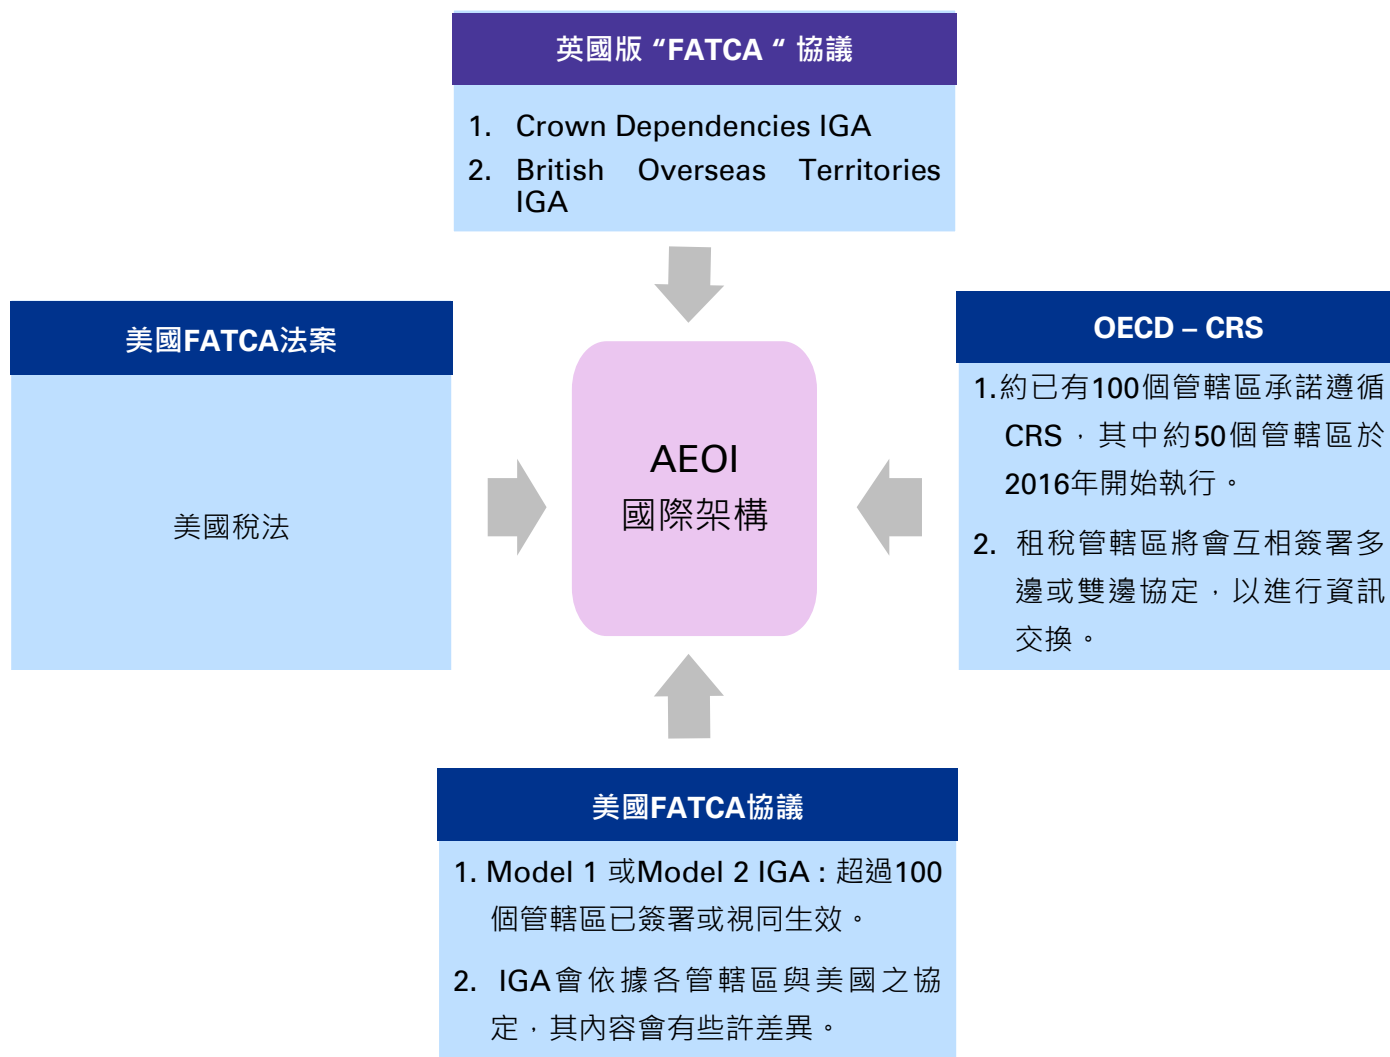 英國版 “FATCA “ 協議
1. Crown Dependencies IGA
2. British Overseas Territories
IGA
美國FATCA法案
美國稅法
AEOI
國際架構
OECD – CRS
1.約已有100個管轄區承諾遵循
CRS，其中約50個管轄區於
2016年開始執行。
2. 租稅管轄區將會互相簽署多
邊或雙邊協定，以進行資訊
交換。
美國FATCA協議
1. Model 1 或Model 2 IGA：超過100
個管轄區已簽署或視同生效。
2. IGA會依據各管轄區與美國之協
定，其內容會有些許差異。